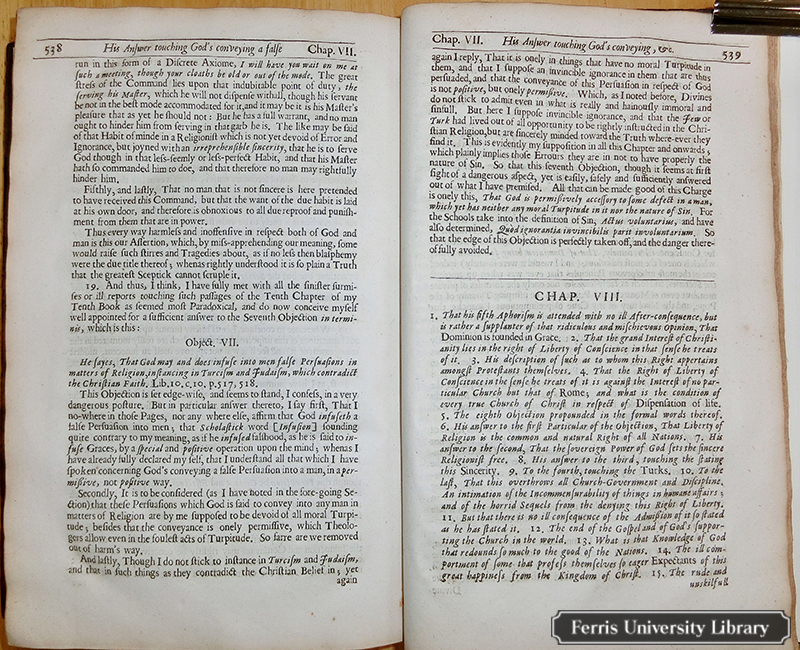 538 His Anſwer touching God's conveying a falſe Chap. VII.
run in this form of a Diſcrete Axiome, I will have you wait on me at
ſuch a meeting, though your cloaths be old or out of the mode. The great
ſtreſs of the Command lies upon that indubitable point of duty, the
ſerving his Maſter, which he will not diſpenſe withall, though his ſervant
be not in the beſt mode accommodated for it, and it may be it is his Maſter's
pleaſure that as yet he ſhould not: But he has a full warrant, and no man
ought to hinder him from ſerving in that garb he is. The like may be ſaid
of that Habit of minde in a Religioniſt which is not yet devoid of Error and
Ignorance, but joyned with an irreprehenſible ſincerity, that he is to ſerve
God though in that leſs-ſeemly or leſs-perfect Habit, and that his Maſter
hath ſo commanded him to doe, and that therefore no man may rightfully
hinder him.
Fifthly, and laſtly, That no man that is not ſincere is here pretended
to have received this Command, but that the want of the due habit is laid
at his own door, and therefore is obnoxious to all due reproof and puniſh-
ment from them that are in power.
Thus every way harmleſs and inoffenſive in reſpect both of God and
man is this our Aſſertion, which, by miſs-apprehending our meaning, ſome
would raiſe ſuch ſtirres and Tragedies about, as if no leſs then blaſphemy
were the due title thereof; whenas rightly underſtood it is ſo plain a Truth
that the greateſt Sceptick cannot ſcruple it.
19. And thus, I think, I have fully met with all the ſiniſter ſurmi-
ſes or ill reports touching ſuch paſſages of the Tenth Chapter of my
Tenth Book as ſeemed moſt Paradoxical, and do now conceive myſelf
well appointed for a ſufficient anſwer to the Seventh Objection in termi-
nis, which is this:
Object. VII.
He ſayes, That God may and does infuſe into men falſe Perſuaſions in
matters of Religion, inſtancing in Turciſm and Judaiſm, which contradict
the Chriſtian Faith. Lib. 10. c. 10. p. 517, 518.
This Objection is ſet edge-wiſe, and ſeems to ſtand, I confeſs, in a very
dangerous poſture. But in particular anſwer thereto, I ſay firſt, That I
no-where in thoſe Pages, nor any where elſe, affirm that God infuſeth a
falſe Perſuaſion into men; that Scholaſtick word [Infuſion] ſounding
quite contrary to my meaning, as if he infuſed falſhood, as he is ſaid to in-
fuſe Graces, by a ſpecial and poſitive operation upon the mind; whenas I
have already fully declared my ſelf, that I underſtand all that which I have
ſpoken concerning God's conveying a falſe Perſuaſion into a man, in a per-
miſſive, not poſitive way.
Secondly, It is to be conſidered (as I have noted in the fore-going Se-
ction) that theſe Perſuaſions which God is ſaid to convey into any man in
matters of Religion are by me ſuppoſed to be devoid of all moral Turpi-
tude; beſides that the conveyance is onely permiſſive, which Theolo-
gers allow even in the fouleſt acts of Turpitude. So farre are we removed
out of harm's way.
And laſtly, Though I do not ſtick to inſtance in Turciſm and Judaiſm,
and that in ſuch things as they contradict the Chriſtian Belief in; yet
again
Chap. VII. His Anſwer touching God's conveying, &c. 539
again I reply, That it is onely in things that have no moral Turpitude in
them, and that I ſuppoſe an invincible ignorance in them that are thus
perſuaded, and that the conveyance of this Perſuaſion in reſpect of God
is not poſitive, but onely permiſſive. Which, as I noted before, Divines
do not ſtick to admit even in what is really and hainouſly immoral and
ſinfull. But here I ſuppoſe invincible ignorance, and that the Jew or
Turk had lived out of all opportunity to be rightly inſtructed in the Chri-
ſtian Religion, but are ſincerely minded toward the Truth where-ever they
find it. This is evidently my ſuppoſition in all this Chapter and onwards;
which plainly implies thoſe Errours they are in not to have properly the
nature of Sin. So that this ſeventh Objection, though it ſeems at firſt
ſight of a dangerous aſpect, yet is eaſily, ſafely and ſufficiently anſwered
out of what I have premiſed. All that can be made good of this Charge
is onely this, That God is permiſſively acceſſory to ſome defect in a man,
which yet has neither any moral Turpitude in it nor the nature of Sin. For
the Schools take into the definition of Sin, Actus voluntarius, and have
alſo determined, Quòd ignorantia invincibilis parit involuntarium. So
that the edge of this Objection is perfectly taken off, and the danger there-
of fully avoided.
CHAP. VIII.
1. That his fifth Aphoriſm is attended with no ill After-conſequence, but
is rather a ſupplanter of that ridiculous and miſchievous Opinion, That
Dominion is founded in Grace. 2. That the grand Intereſt of Chriſti-
anity lies in the right of Liberty of Conſcience in that ſenſe he treats
of it. 3. His deſcription of ſuch as to whom this Right appertains
amongſt Proteſtants themſelves. 4. That the Right of Liberty of
Conſcience in the ſenſe he treats of it is againſt the Intereſt of no par-
ticular Church but that of Rome; and what is the condition of
every true Church of Chriſt in reſpect of Diſpenſation of life.
5. The eighth Objection propounded in the formal words thereof.
6. His anſwer to the firſt Particular of the Objection, That Liberty of
Religion is the common and natural Right of all Nations. 7. His
anſwer to the ſecond, That the ſovereign Power of God ſets the ſincere
Religioniſt free. 8. His anſwer to the third, touching the ſtating
this Sincerity. 9. To the fourth, touching the Turks. 10. To the
laſt, That this overthrows all Church-Government and Diſcipline.
An intimation of the Incommenſurability of things in humane affairs;
and of the horrid Sequels from the denying this Right of Liberty.
11. But that there is no ill conſequence of the Admiſſion of it ſo ſtated
as he has ſtated it. 12. The end of the Goſpel and of God's ſuppor-
ting the Church in the world. 13. What is that Knowledge of God
that redounds ſo much to the good of the Nations. 14. The ill com-
portment of ſome that profeſs themſelves ſo eager Expectants of this
great happineſs from the Kingdom of Chriſt. 15. The rude and
unskilfull
Ferris University Library